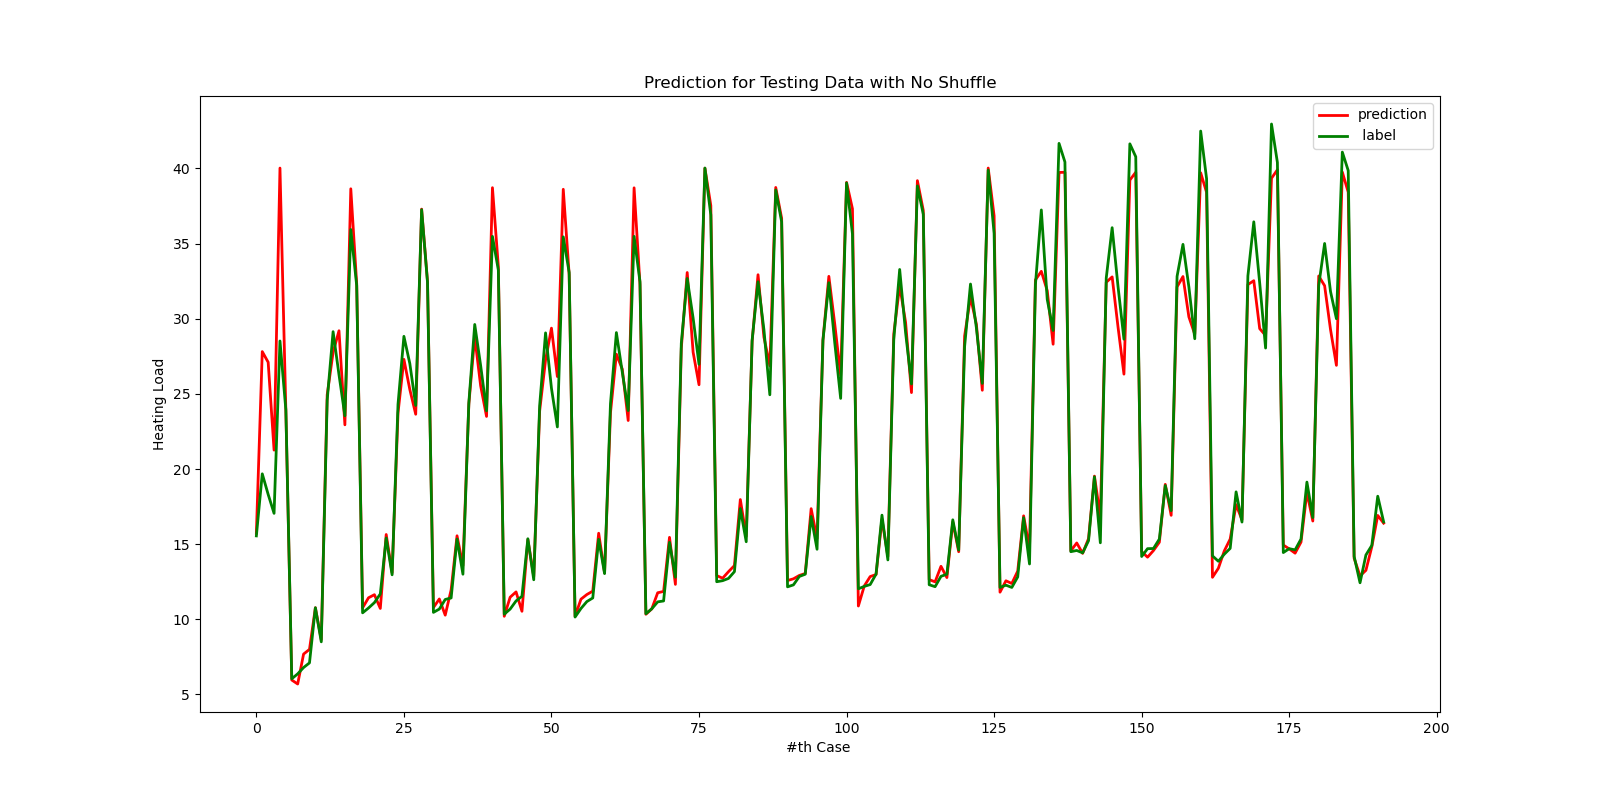 Prediction for Testing Data with No Shuffle
prediction
label
Heating Load
40
35
30
25
20
15
10
5
0 25 50 75 100 125 150 175 200
#th Case